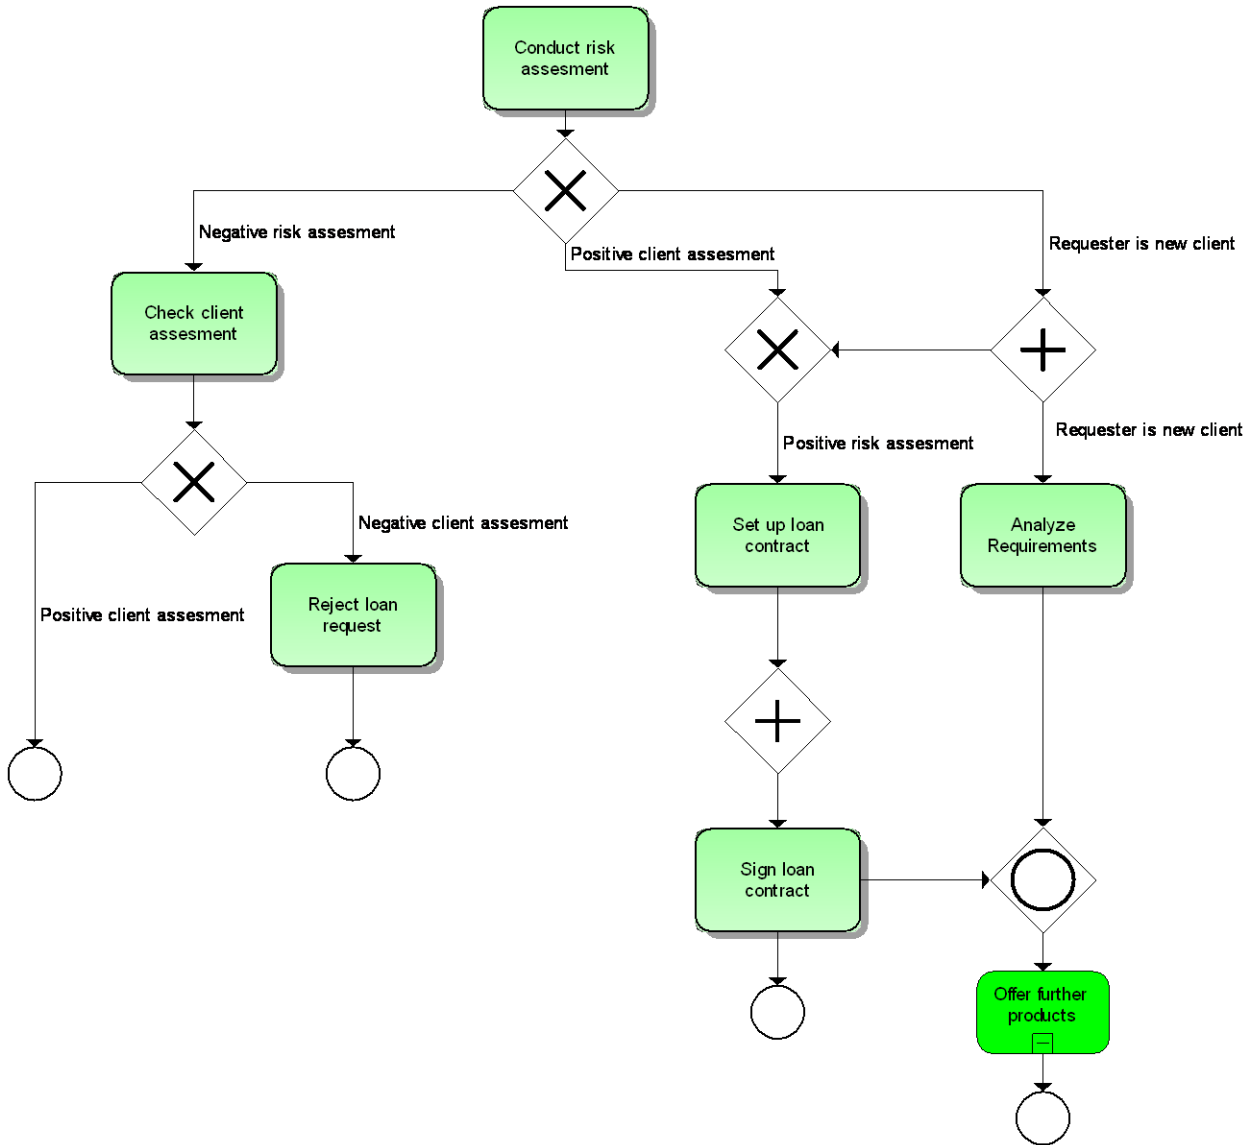 Conduct risk
assesment
Negative risk assesment
Positive client assesment
Requester is new client
Check client
assesment
Positive risk assesment
Requester is new client
Negative client assesment
Set up loan
contract
Analyze
Requirements
Positive client assesment
Reject loan
request
Sign loan
contract
Offer further
products